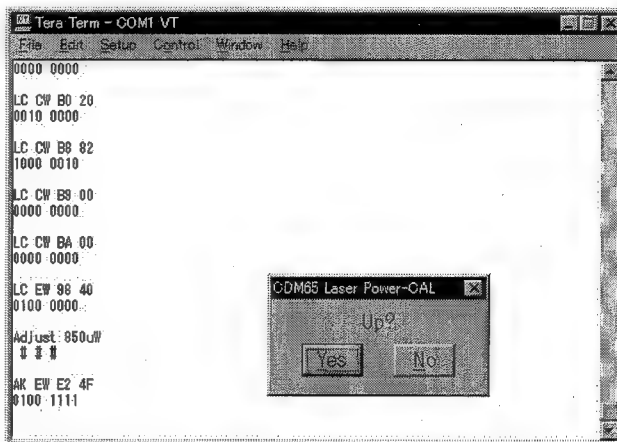 Tera Term - COM1 VT
File Edit Setup Control Window Help
0000 0000
LC CW B0 20
0010 0000
LC CW B8 82
1000 0010
LC CW B9 00
0000 0000
LC CW BA 00
0000 0000
LC EW 98 40
0100 0000
Adjust 850uW
# # #
AK EW E2 4F
0100 1111
CDM65 Laser Power-CAL
Up?
Yes No